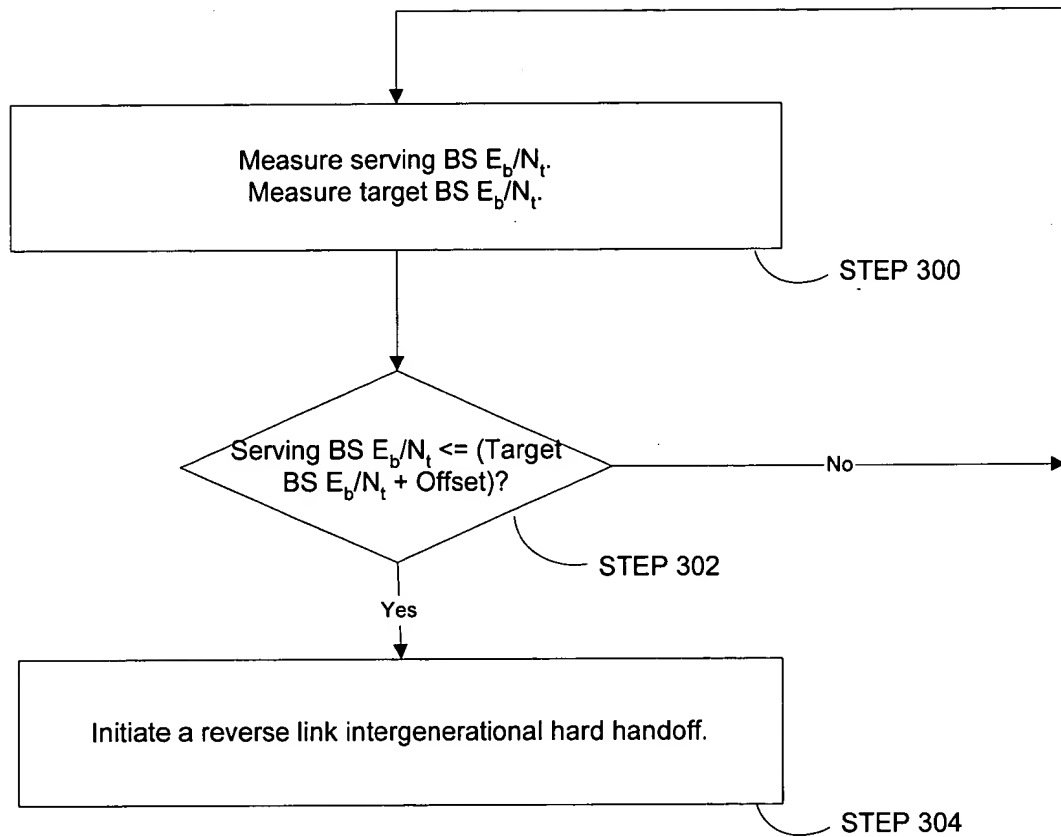 Measure serving BS E_b/N_t.
Measure target BS E_b/N_t.
STEP 300
Serving BS E_b/N_t <= (Target
BS E_b/N_t + Offset)?
No
STEP 302
Yes
Initiate a reverse link intergenerational hard handoff.
STEP 304